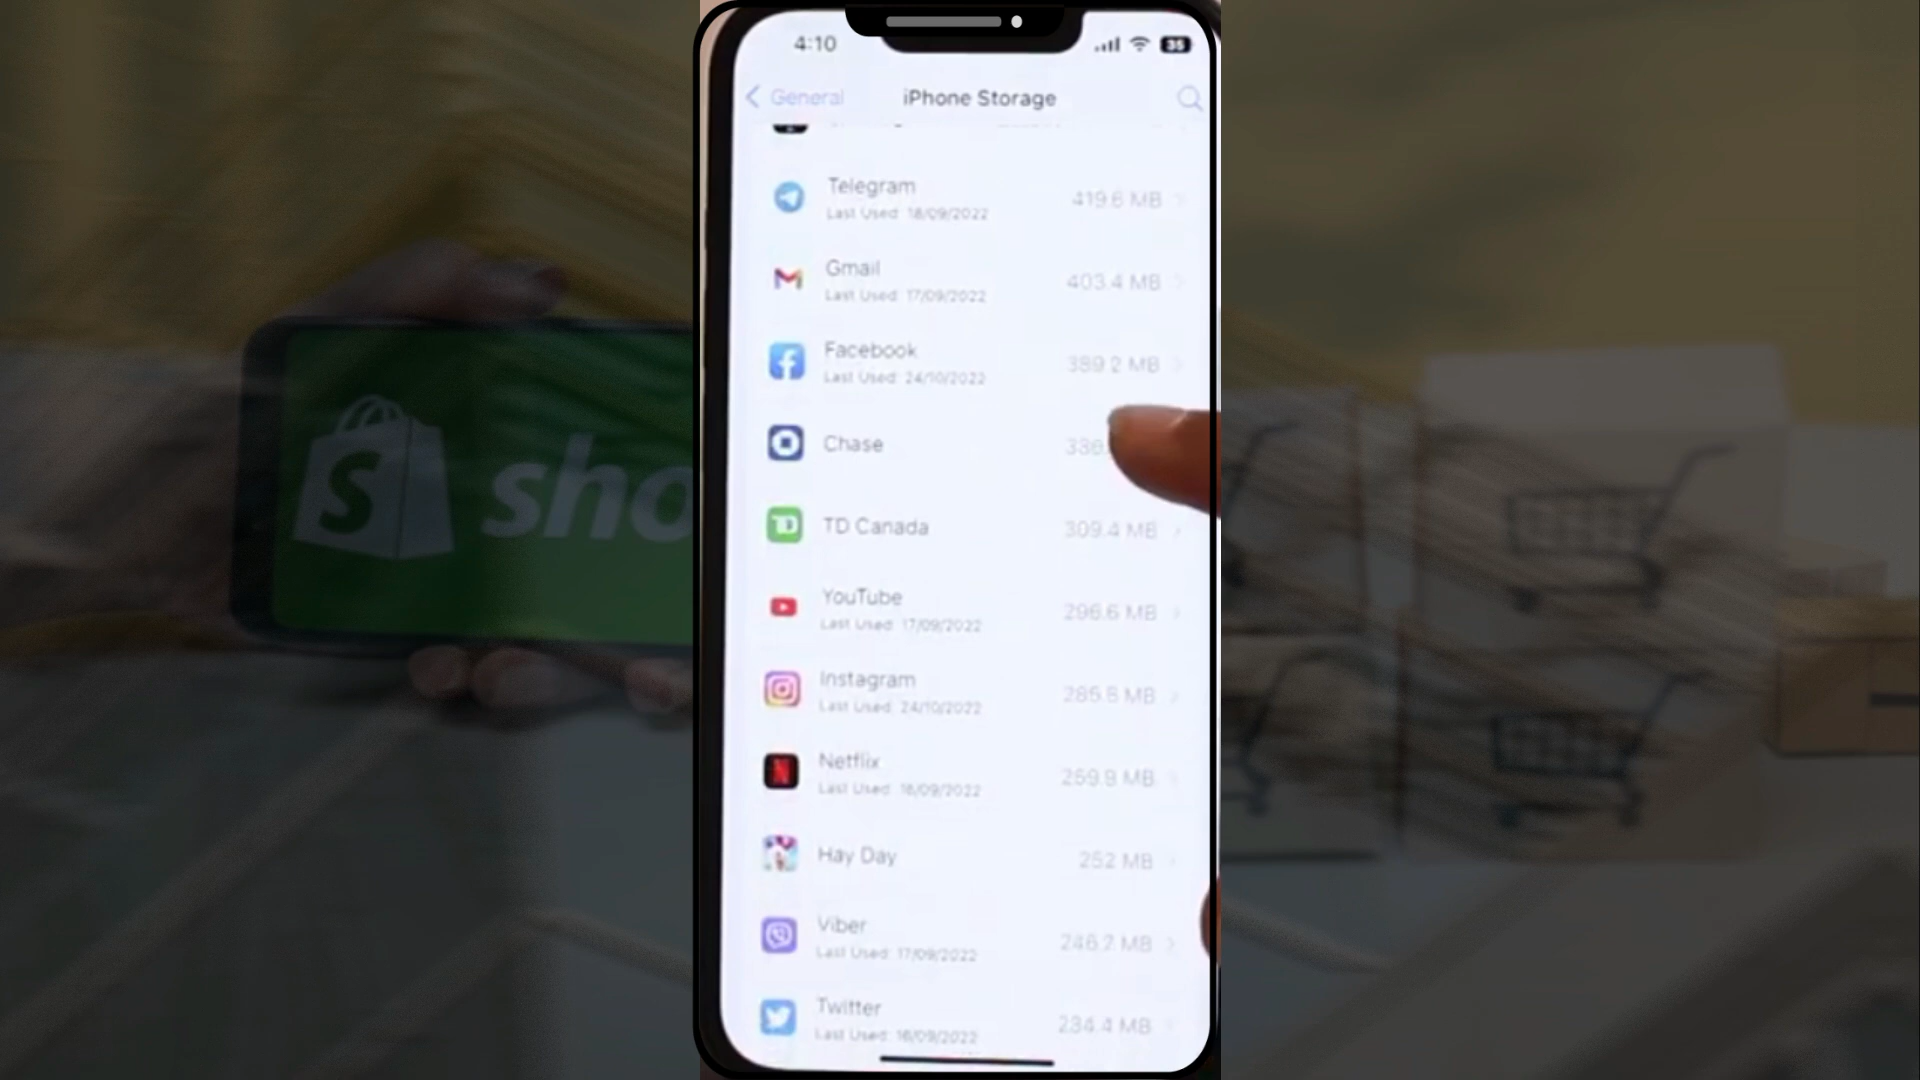 4:10
35
General
iPhone Storage
Telegram
419.6 MB
Last Used: 18/09/2022
Gmail
403.4 MB
Last Used: 17/09/2022
Facebook
389.2 MB
Last Used: 24/10/2022
Chase
TD Canada
309.4 MB
YouTube
296.6 MB
Last Used: 17/09/2022
Instagram
Last Used: 24/10/2022
Netflix
259.9 MB
Last Used: 16/09/2022
Hay Day
252 MB
Viber
246.2 MB
Last Used: 17/09/2022
Twitter
234.4 MB
Last Used: 16/09/2022
S sho